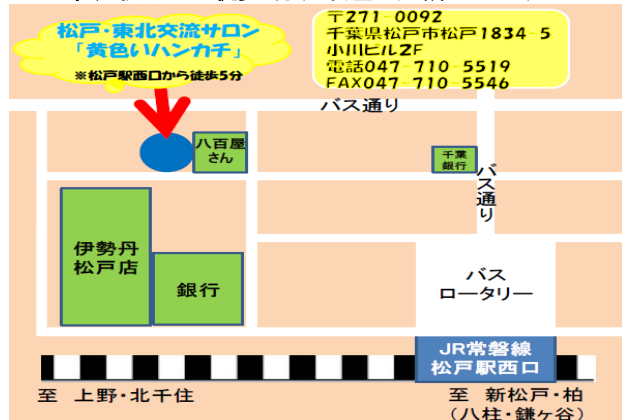 松戸・東北交流サロン
「黄色いハンカチ」
※松戸駅西口から徒歩5分
〒271-0092
千葉県松戸市松戸1834-5
小川ビル2F
電話047-710-5519
FAX047-710-5546
バス通り
八百屋
さん
千葉
銀行
バス通り
伊勢丹
松戸店
銀行
バス
ロータリー
JR常磐線
松戸駅西口
至 上野・北千住
至 新松戸・柏
(八柱・鎌ヶ谷)